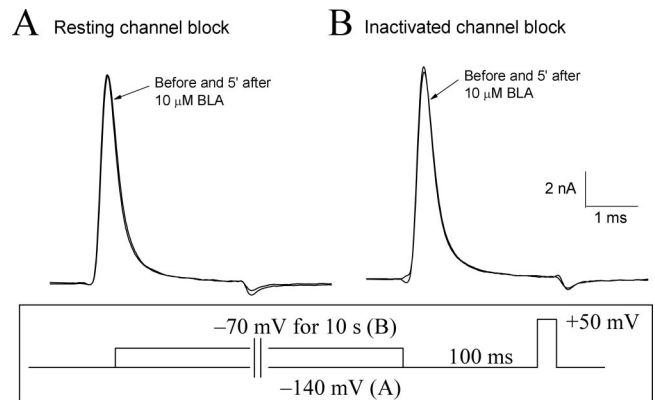 A Resting channel block
B Inactivated channel block
Before and 5' after
10 μM BLA
Before and 5' after
10 μM BLA
2 nA
1 ms
–70 mV for 10 s (B)
+50 mV
100 ms
–140 mV (A)